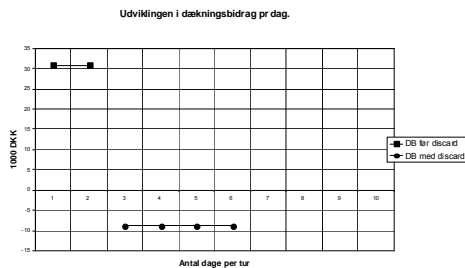 Udviklingen i dækningsbidrag pr dag.
35
30
25
20
15
10
5
0
-5
-10
-15
1 2 3 4 5 6 7 8 9 10
1000 DKK
Antal dage per tur
DB før discard
DB med discard